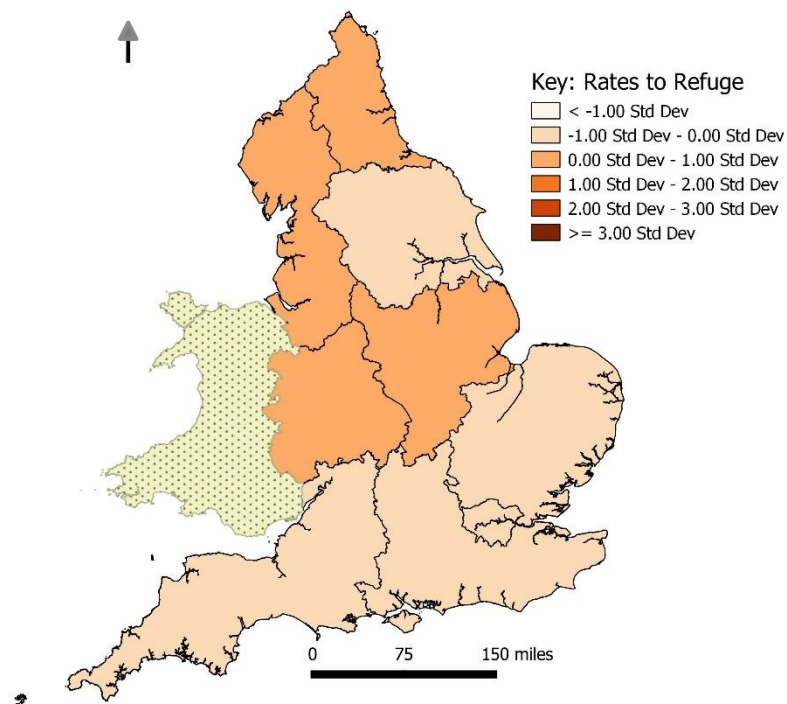 Key: Rates to Refuge
< -1.00 Std Dev
-1.00 Std Dev - 0.00 Std Dev
0.00 Std Dev - 1.00 Std Dev
1.00 Std Dev - 2.00 Std Dev
2.00 Std Dev - 3.00 Std Dev
>= 3.00 Std Dev
0 75 150 miles